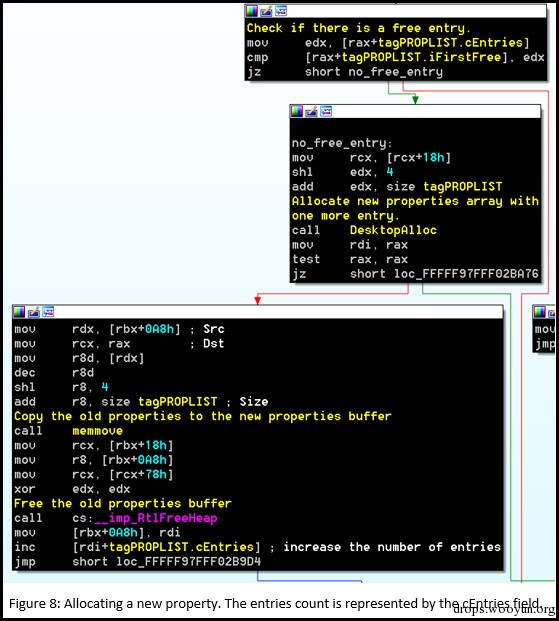 Check if there is a free entry.
mov edx, [rax+tagPROPLIST.cEntries]
cmp [rax+tagPROPLIST.iFirstFree], edx
jz short no_free_entry
no_free_entry:
mov rcx, [rcx+18h]
shl edx, 4
add edx, size tagPROPLIST
Allocate new properties array with
one more entry.
call DesktopAlloc
mov rdi, rax
test rax, rax
jz short loc_FFFFF97FFF02BA76
mov rdx, [rbx+0A8h] ; Src
mov rcx, rax ; Dst
mov r8d, [rdx]
dec r8d
shl r8, 4
add r8, size tagPROPLIST ; Size
Copy the old properties to the new properties buffer
call memmove
mov rcx, [rbx+18h]
mov r8, [rbx+0A8h]
mov rcx, [rcx+78h]
xor edx, edx
Free the old properties buffer
call cs:__imp_RtlFreeHeap
mov [rbx+0A8h], rdi
inc [rdi+tagPROPLIST.cEntries] ; increase the number of entries
jmp short loc_FFFFF97FFF02B9D4
mov
jmp
Figure 8: Allocating a new property. The entries count is represented by the cEntries field.
drops.wooyun.org